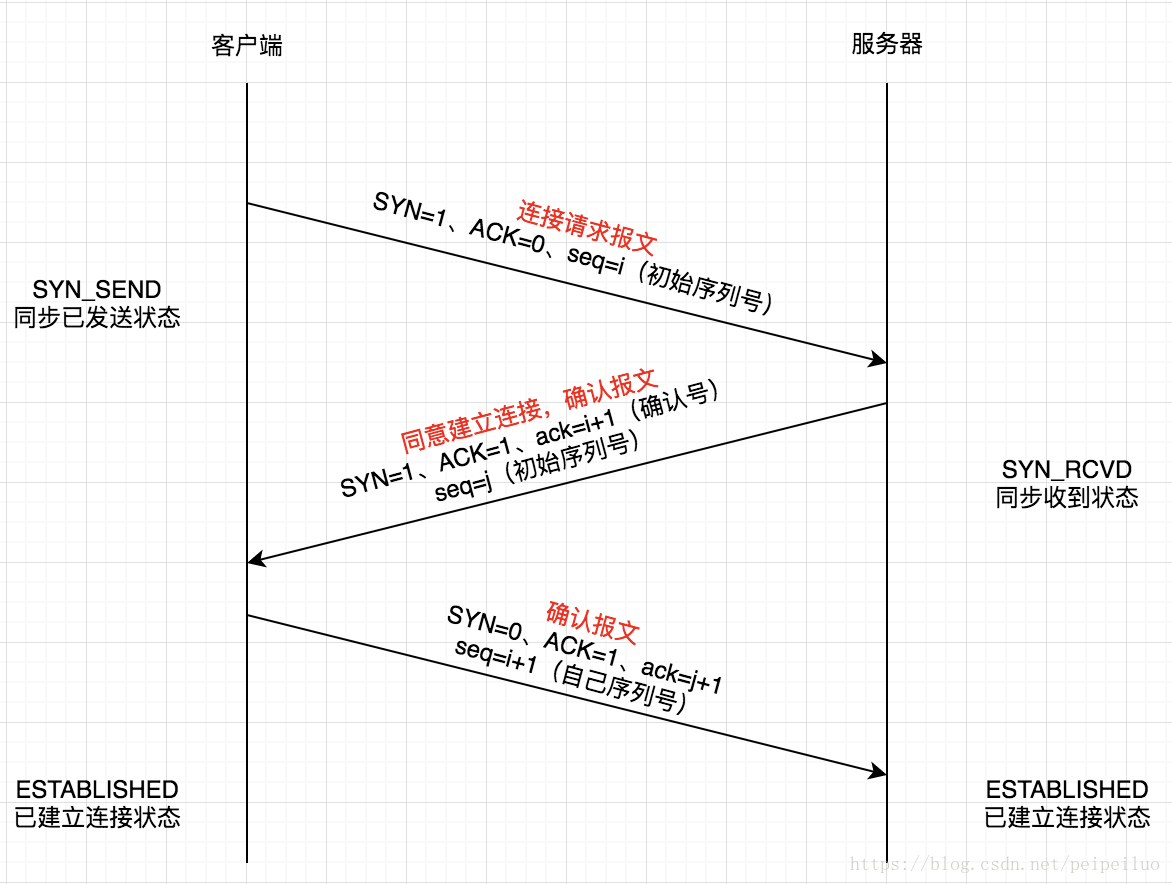 客户端
服务器
连接请求报文
SYN=1、ACK=0、seq=i（初始序列号）
SYN_SEND
同步已发送状态
同意建立连接，确认报文
SYN=1、ACK=1、ack=i+1（确认号）
seq=j（初始序列号）
SYN_RCVD
同步收到状态
确认报文
SYN=0、ACK=1、ack=j+1
seq=i+1（自己序列号）
ESTABLISHED
已建立连接状态
ESTABLISHED
已建立连接状态
https://blog.csdn.net/peipeiluo